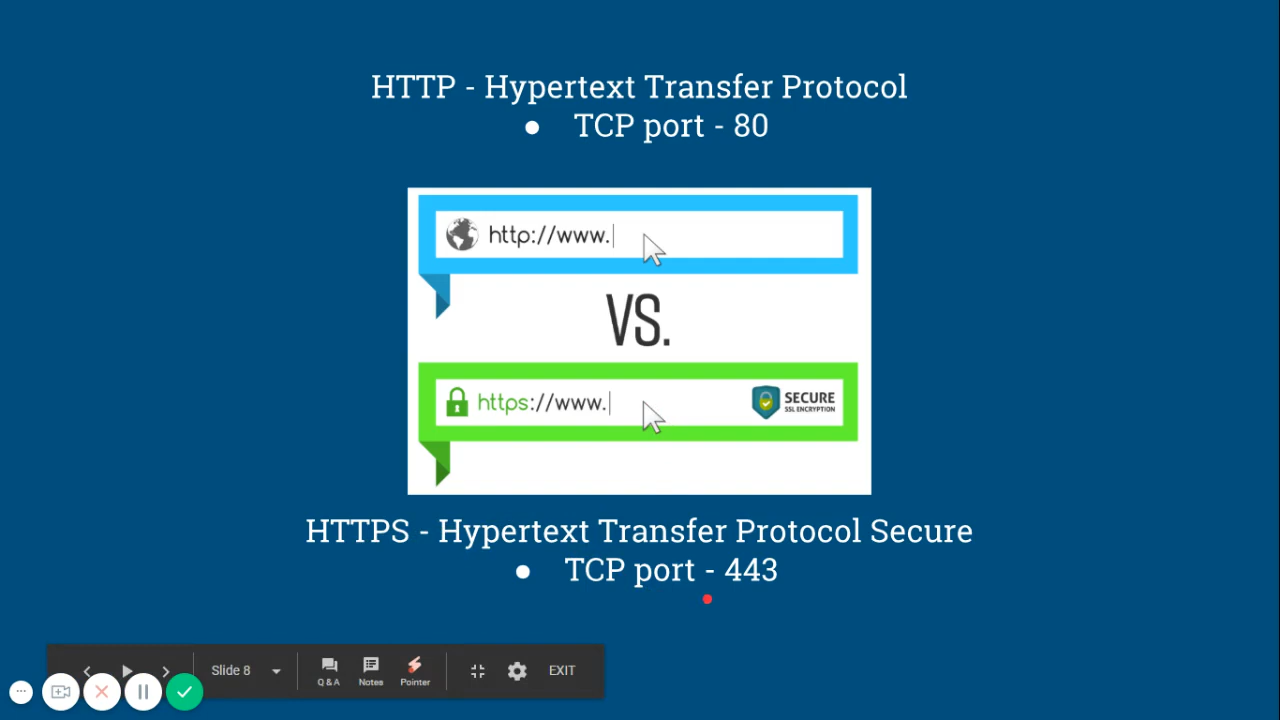 HTTP - Hypertext Transfer Protocol
● TCP port - 80
http://www.
VS.
https://www.
SECURE
SSL ENCRYPTION
HTTPS - Hypertext Transfer Protocol Secure
● TCP port - 443
Slide 8
Q & A
Notes
Pointer
EXIT